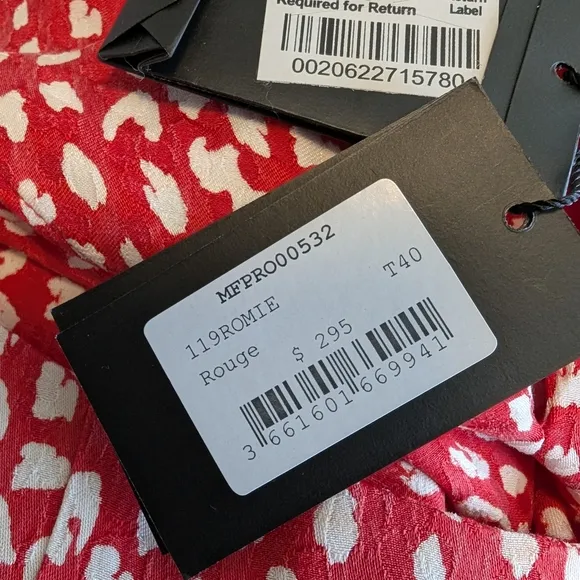 Required for Return
Label
0020622715780
MFPRO00532
119ROMIE T40
Rouge $ 295
3 661601 669941